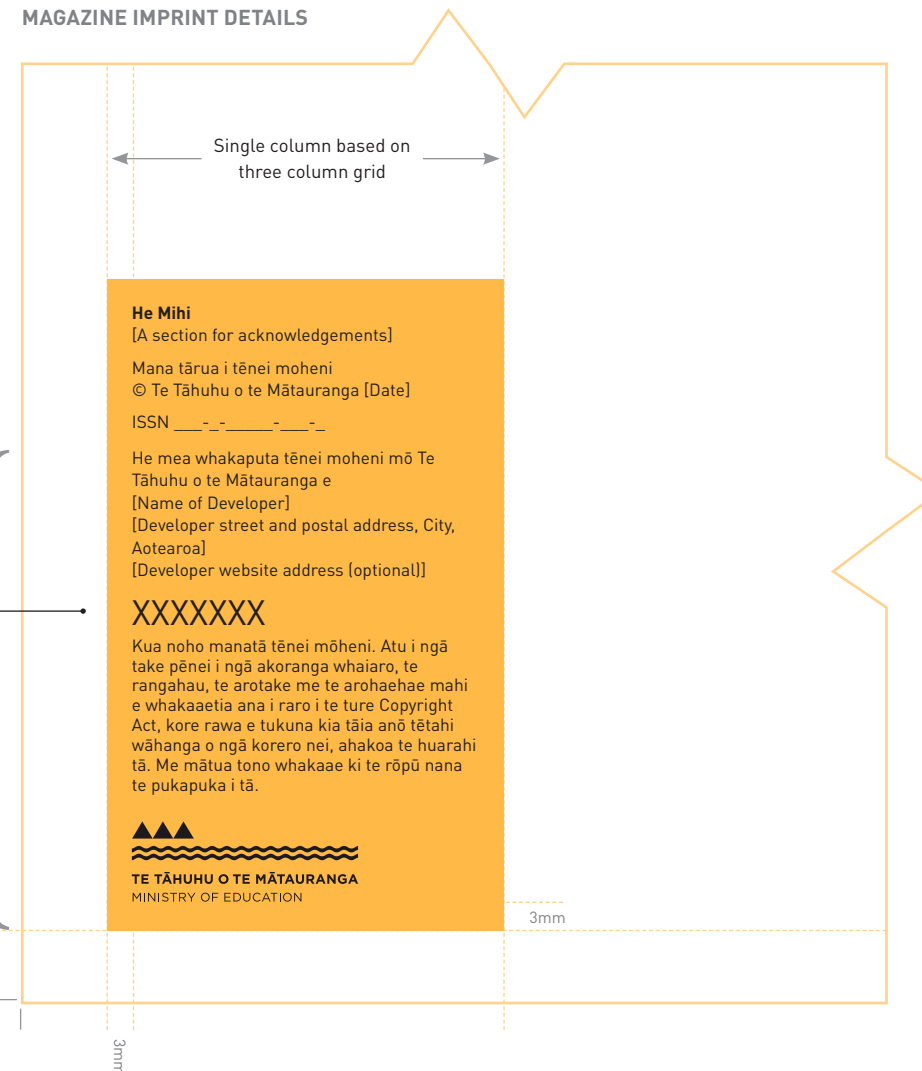 MAGAZINE IMPRINT DETAILS
Single column based on
three column grid
He Mihi
[A section for acknowledgements]
Mana tārua i tēnei moheni
© Te Tāhuhu o te Mātauranga [Date]
ISSN ___-_-_____-___-_
He mea whakaputa tēnei moheni mō Te
Tāhuhu o te Mātauranga e
[Name of Developer]
[Developer street and postal address, City,
Aotearoa]
[Developer website address (optional)]
XXXXXXX
Kua noho manatā tēnei mōheni. Atu i ngā
take pēnei i ngā akoranga whaiaro, te
rangahau, te arotake me te arohaehae mahi
e whakaaetia ana i raro i te ture Copyright
Act, kore rawa e tukuna kia tāia anō tētahi
wāhanga o ngā korero nei, ahakoa te huarahi
tā. Me mātua tono whakaae ki te rōpū nana
te pukapuka i tā.
TE TĀHUHU O TE MĀTAURANGA
MINISTRY OF EDUCATION
3mm
3mm